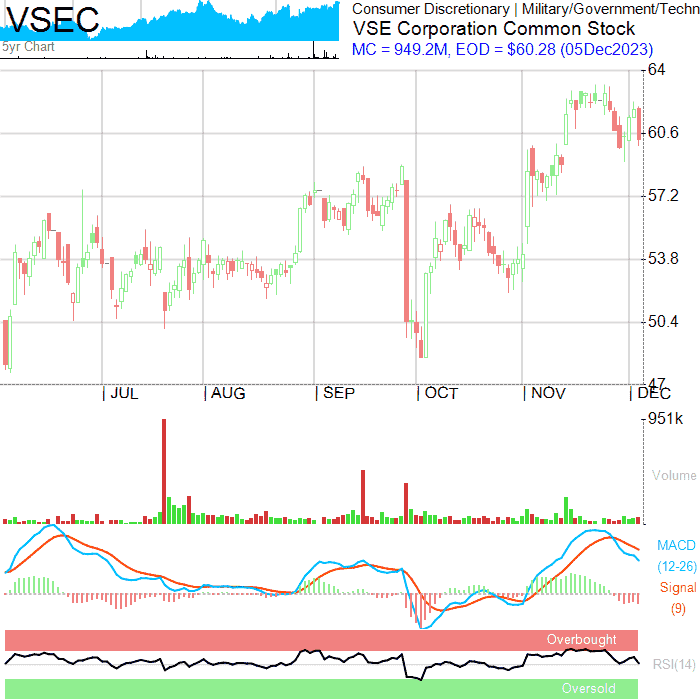 VSEC
5yr Chart
Consumer Discretionary | Military/Government/Techn
VSE Corporation Common Stock
MC = 949.2M, EOD = $60.28 (05Dec2023)
64
60.6
57.2
53.8
50.4
47
| JUL | AUG | SEP | OCT | NOV | DEC
951k
Volume
MACD
(12-26)
Signal
(9)
Overbought
RSI(14)
Oversold